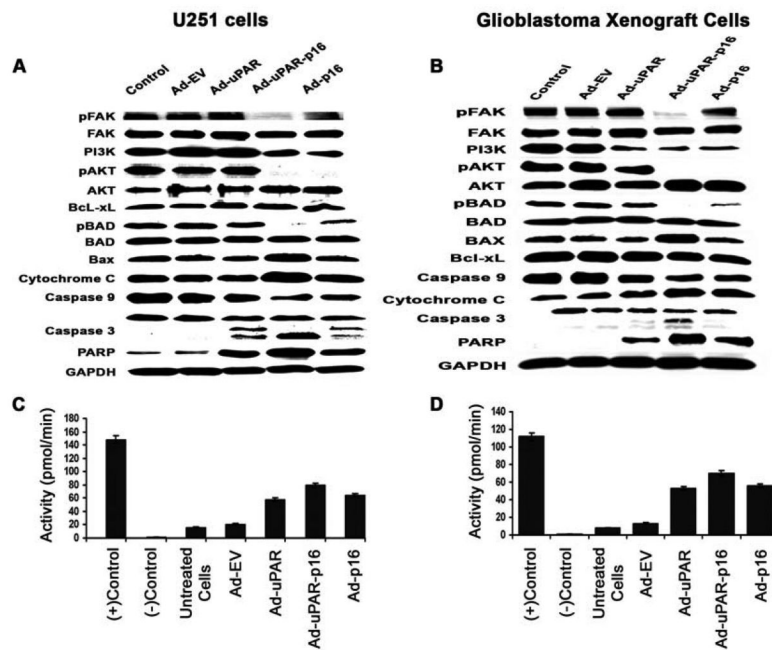 U251 cells
Glioblastoma Xenograft Cells
A
Control
Ad-EV
Ad-uPAR
Ad-uPAR-p16
Ad-p16
pFAK
FAK
PI3K
pAKT
AKT
BcL-xL
pBAD
BAD
Bax
Cytochrome C
Caspase 9
Caspase 3
PARP
GAPDH
B
Control
Ad-EV
Ad-uPAR
Ad-uPAR-p16
Ad-p16
pFAK
FAK
PI3K
pAKT
AKT
pBAD
BAD
BAX
Bcl-xL
Caspase 9
Cytochrome C
Caspase 3
PARP
GAPDH
C
Activity (pmol/min)
180
160
140
120
100
80
60
40
20
0
(+)Control
(-)Control
Untreated
Cells
Ad-EV
Ad-uPAR
Ad-uPAR-p16
Ad-p16
D
Activity (pmol/min)
140
120
100
80
60
40
20
0
(+)Control
(-)Control
Untreated
Cells
Ad-EV
Ad-uPAR
Ad-uPAR-p16
Ad-p16